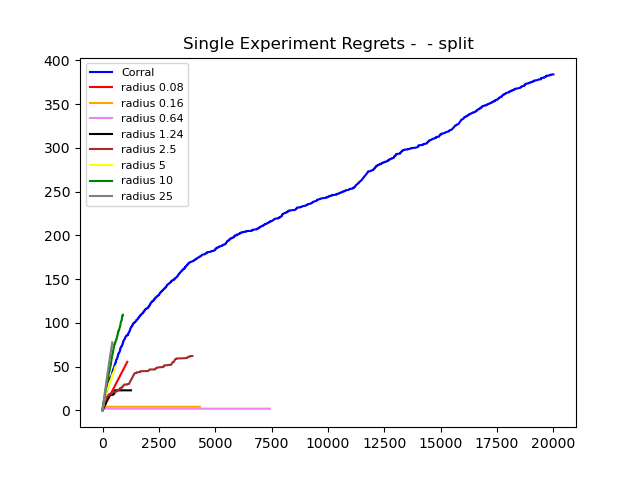 Single Experiment Regrets -  - split
400
350
300
250
200
150
100
50
0
Corral
radius 0.08
radius 0.16
radius 0.64
radius 1.24
radius 2.5
radius 5
radius 10
radius 25
0 2500 5000 7500 10000 12500 15000 17500 20000